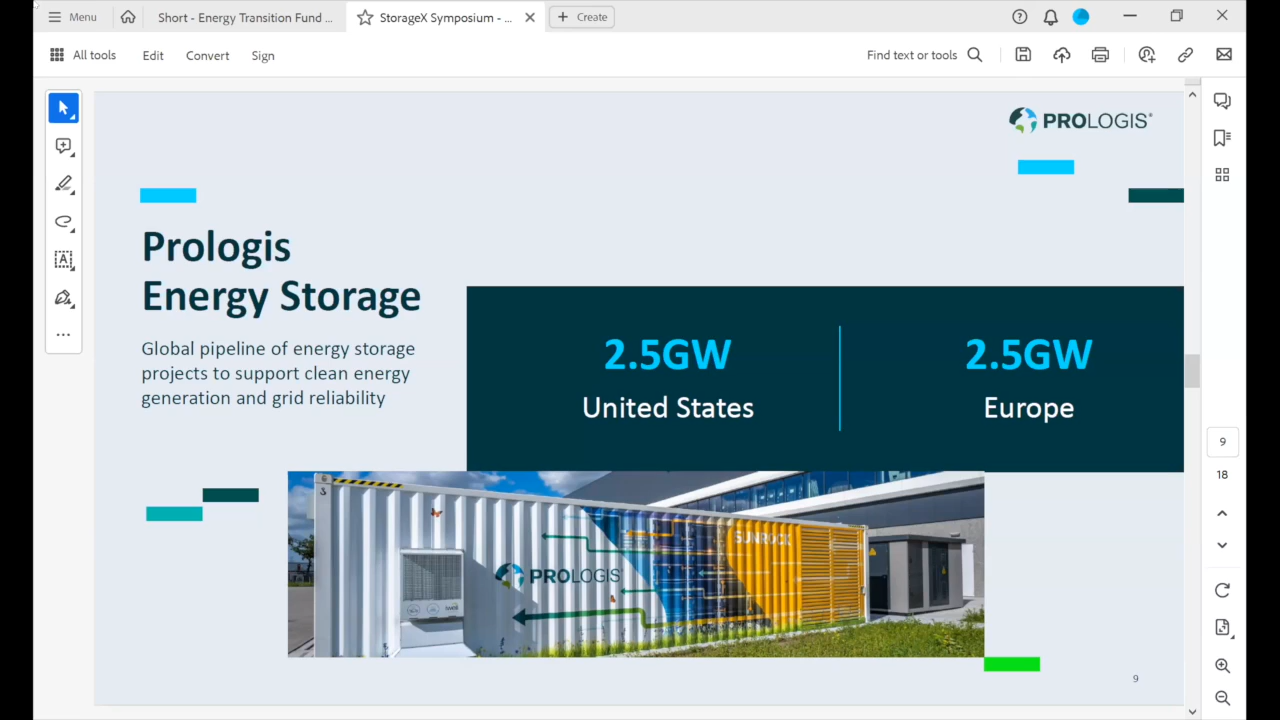 Menu
Short - Energy Transition Fund ...
StorageX Symposium - ...
Create
All tools
Edit
Convert
Sign
Find text or tools
PROLOGIS®
Prologis
Energy Storage
Global pipeline of energy storage
projects to support clean energy
generation and grid reliability
2.5GW
United States
2.5GW
Europe
PROLOGIS
SUNROCK
9
9
18